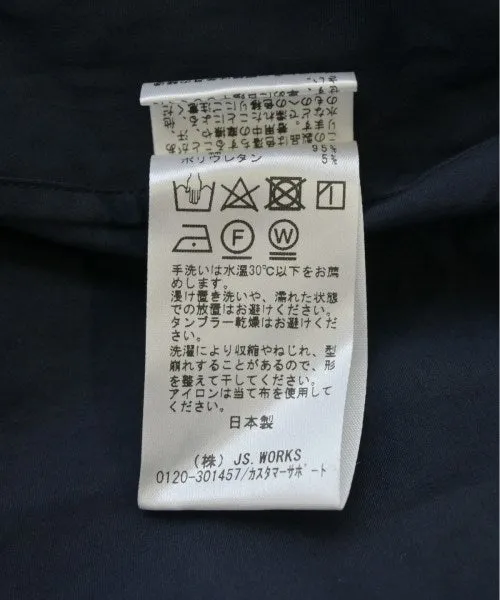 ポリウレタン
F
W
手洗いは水温30℃以下をお薦
めします。
浸け置き洗いや、濡れた状態
での放置はお避けください。
タンブラー乾燥はお避けくだ
さい。
洗濯により収縮やねじれ、型
崩れすることがあるので、形
を整えて干してください。
アイロンは当て布を使用して
ください。
日本製
(株) JS.WORKS
0120-301457/カスタマーサポート